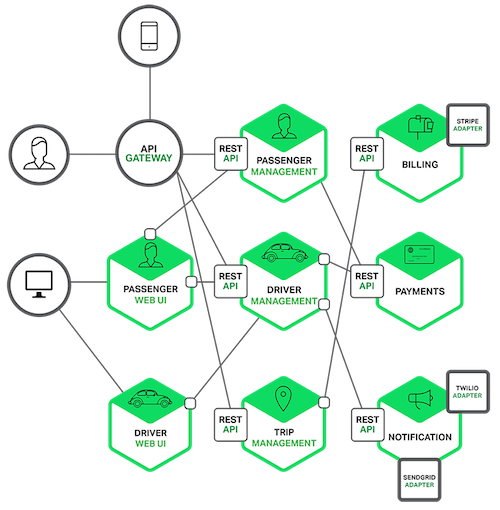 API
GATEWAY
REST
API
PASSENGER
MANAGEMENT
REST
API
BILLING
STRIPE
ADAPTER
PASSENGER
WEB UI
REST
API
DRIVER
MANAGEMENT
REST
API
PAYMENTS
DRIVER
WEB UI
REST
API
TRIP
MANAGEMENT
REST
API
NOTIFICATION
TWILIO
ADAPTER
SENDGRID
ADAPTER